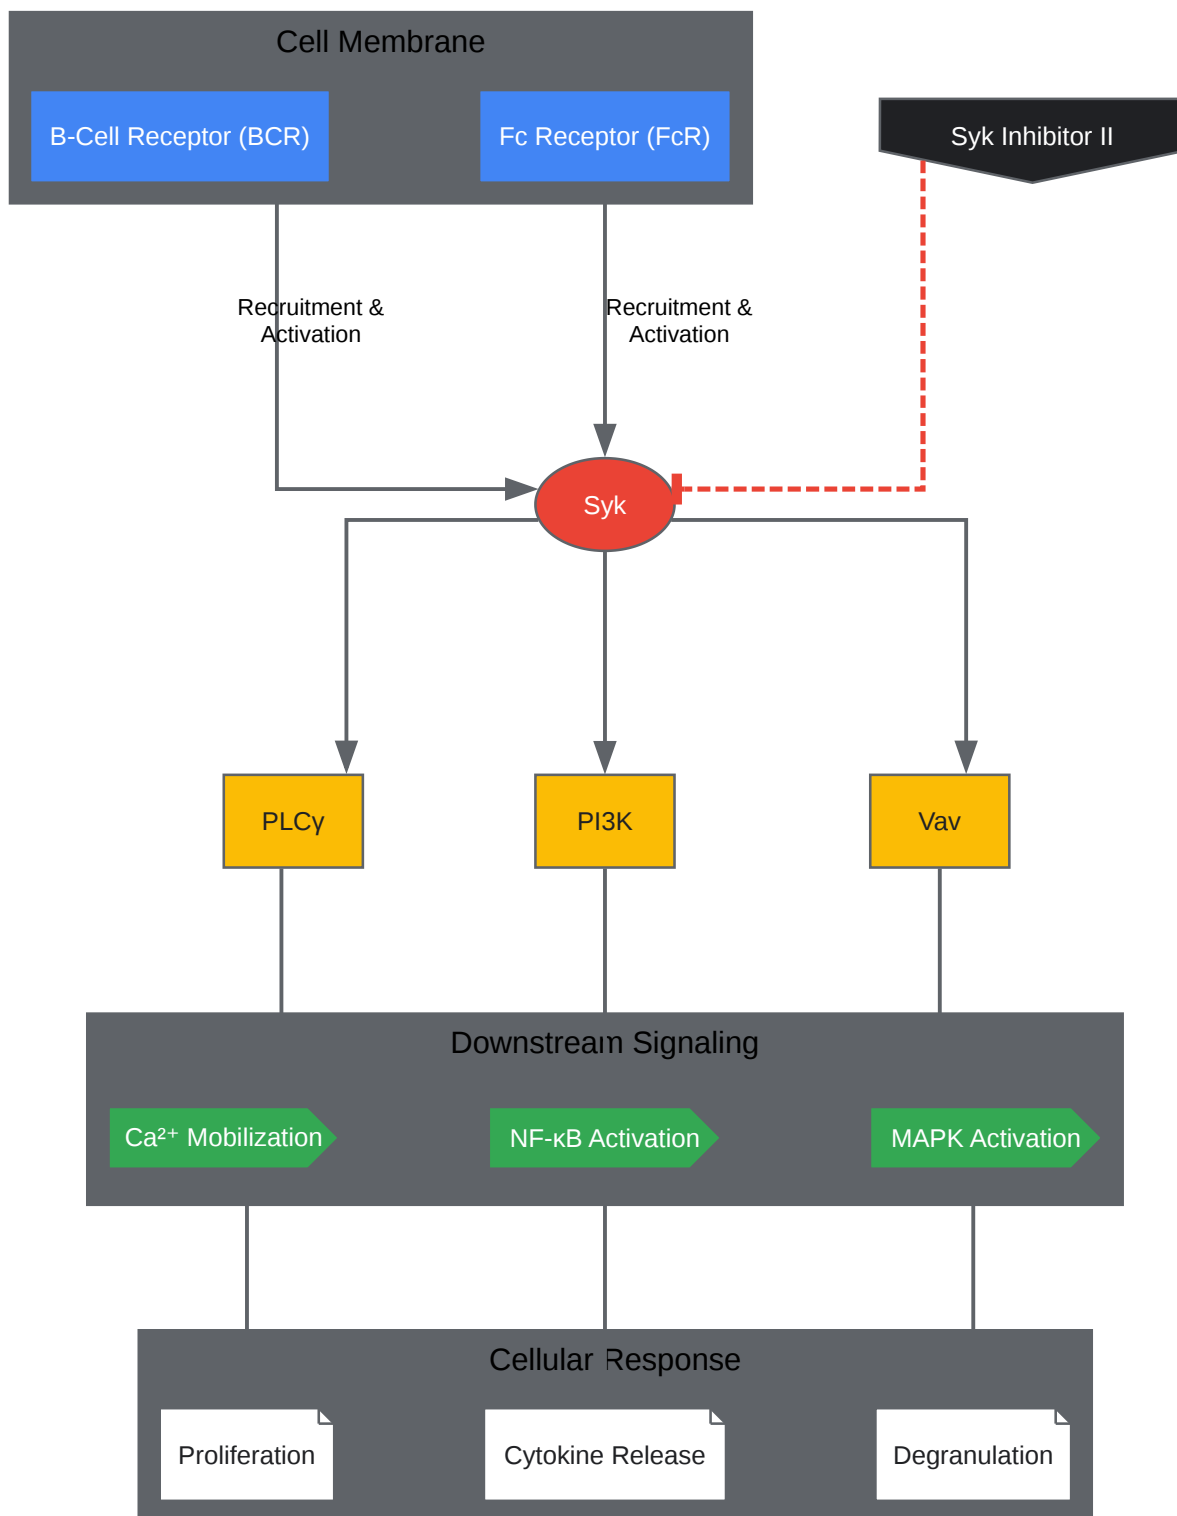 Cell Membrane
B-Cell Receptor (BCR)
Fc Receptor (FcR)
Syk Inhibitor II
Recruitment &
Activation
Recruitment &
Activation
Syk
PLCγ
PI3K
Vav
Downstream Signaling
Ca²⁺ Mobilization
NF-κB Activation
MAPK Activation
Cellular Response
Proliferation
Cytokine Release
Degranulation